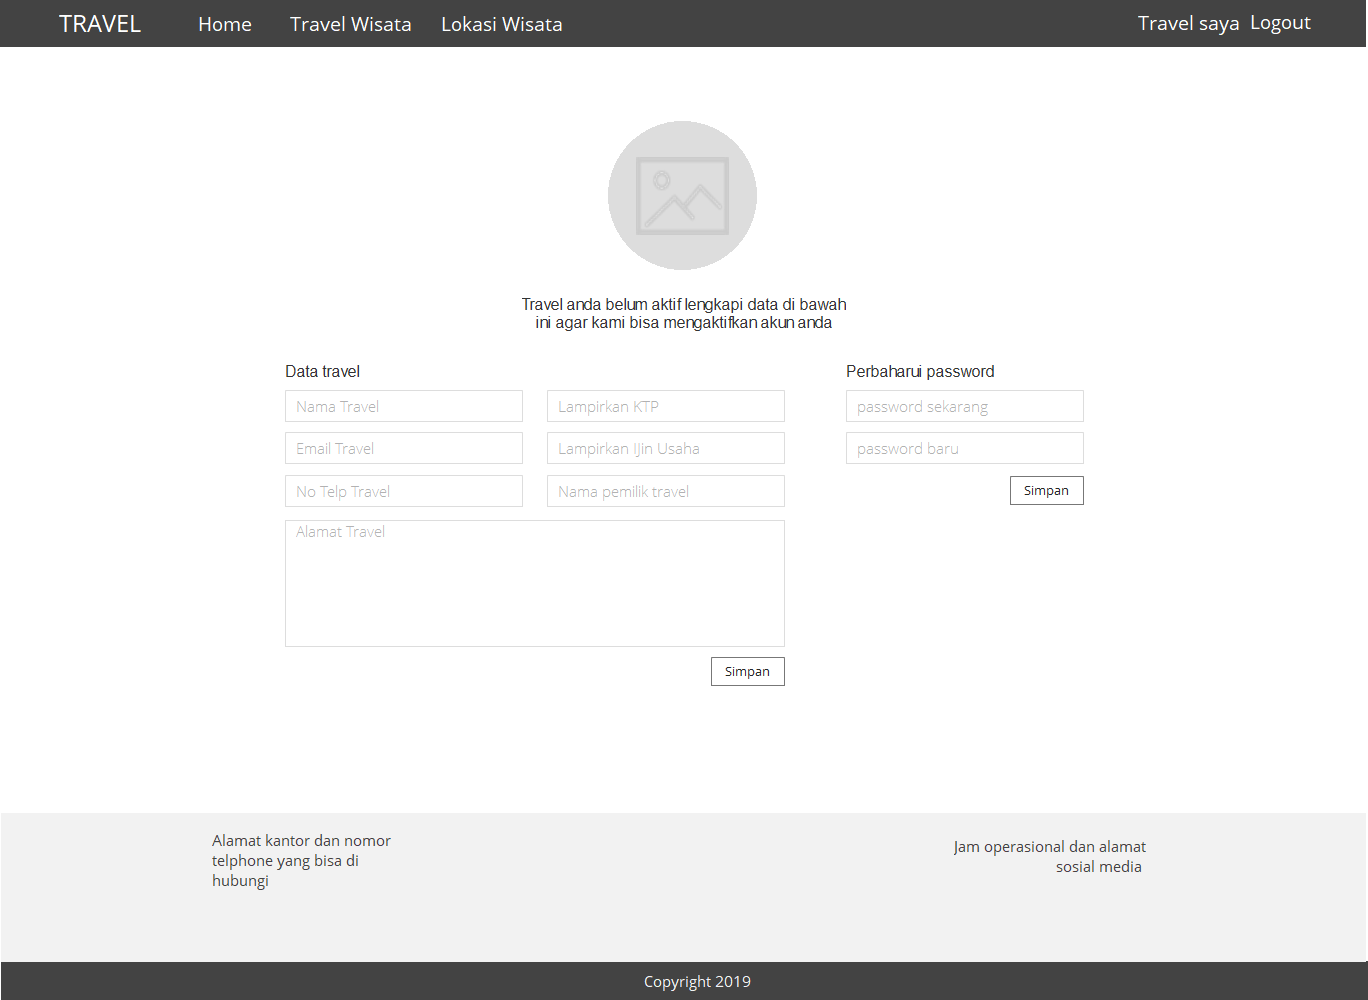 TRAVEL Home Travel Wisata Lokasi Wisata Travel saya Logout
Travel anda belum aktif lengkapi data di bawah
ini agar kami bisa mengaktifkan akun anda
Data travel
Nama Travel Lampirkan KTP
Email Travel Lampirkan IJin Usaha
No Telp Travel Nama pemilik travel
Alamat Travel
Simpan
Perbaharui password
password sekarang
password baru
Simpan
Alamat kantor dan nomor
telphone yang bisa di
hubungi
Jam operasional dan alamat
sosial media
Copyright 2019